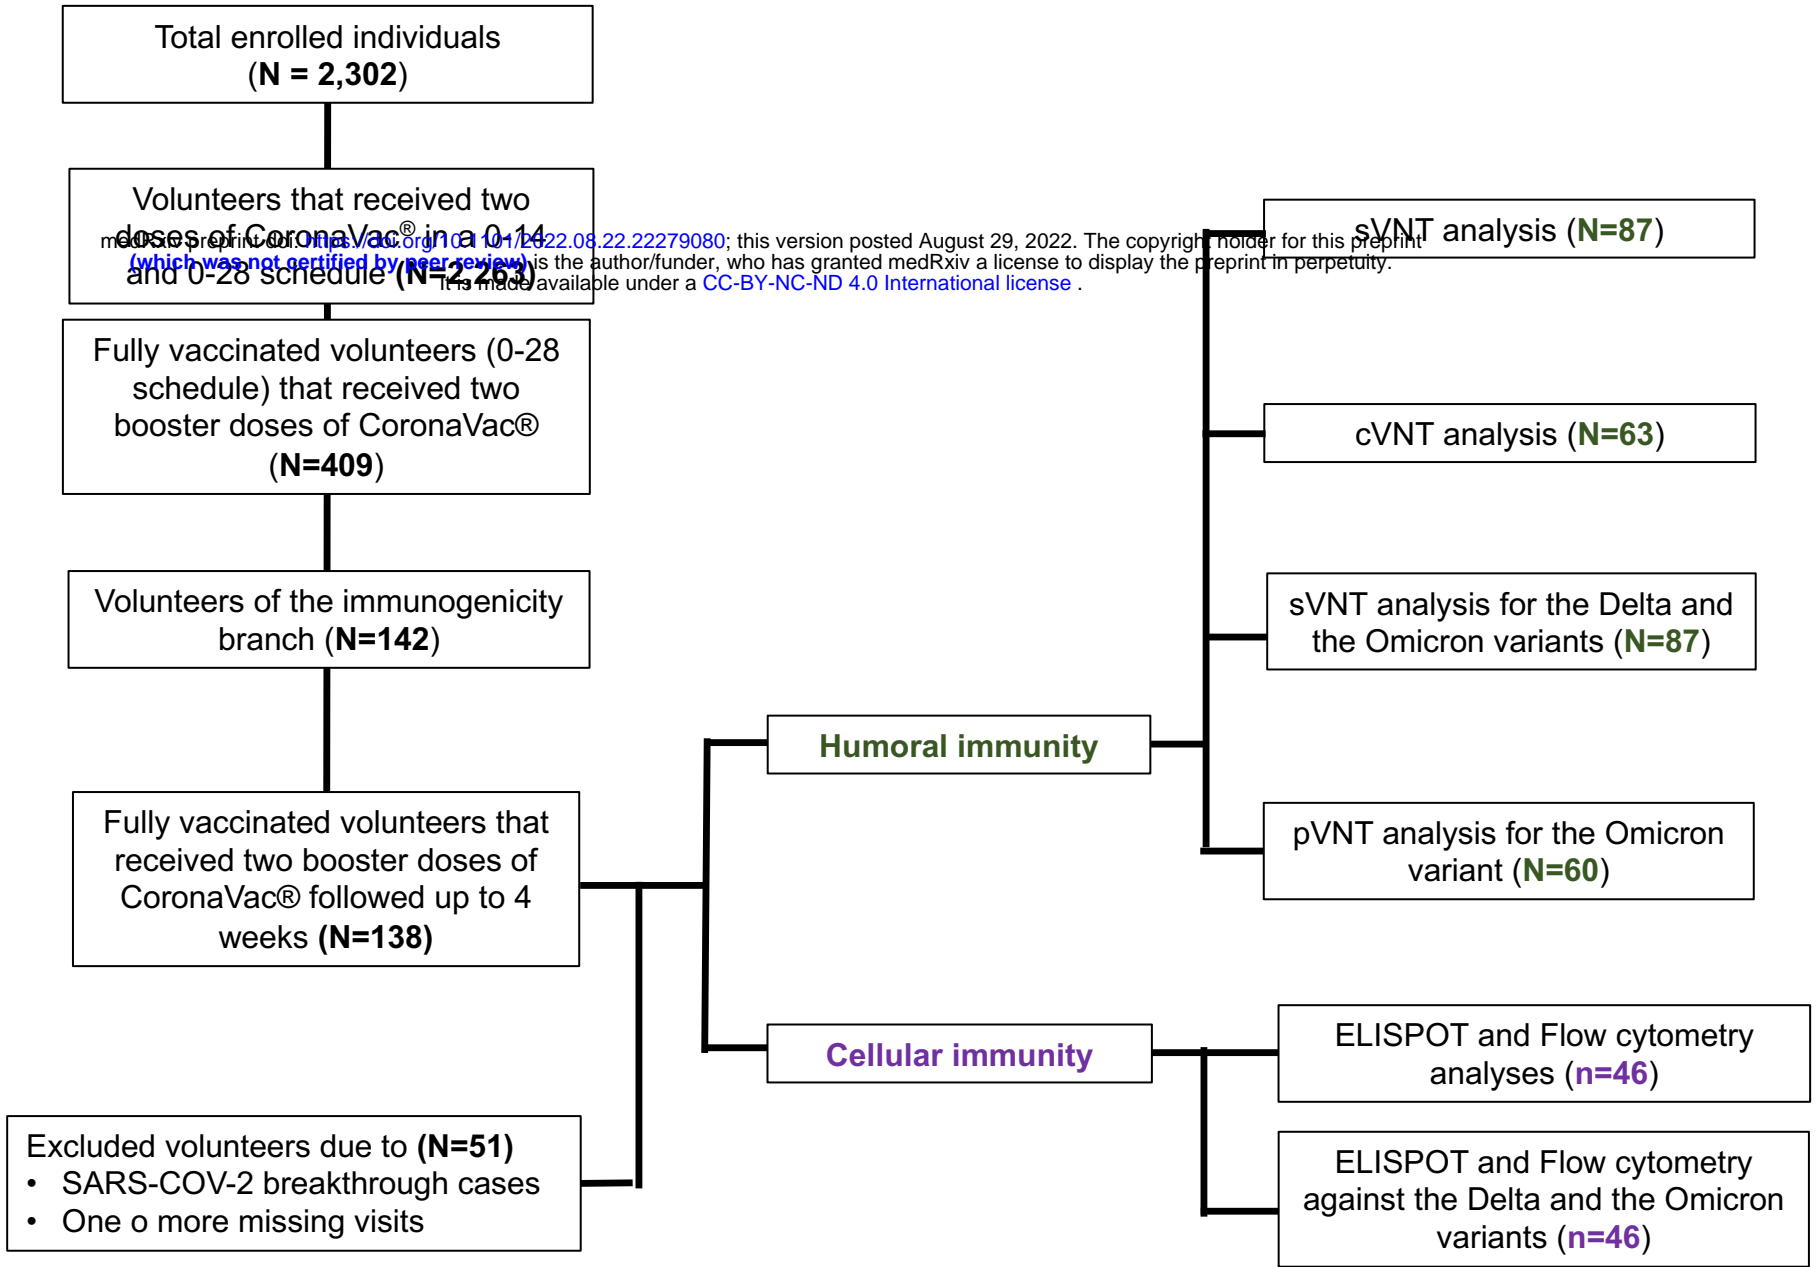 Total enrolled individuals
(N = 2,302)
Volunteers that received two
doses of CoronaVac® in a 0-14
and 0-28 schedule (N=2,263)
medRxiv preprint doi: https://doi.org/10.1101/2022.08.22.22279080; this version posted August 29, 2022. The copyright holder for this preprint
(which was not certified by peer review) is the author/funder, who has granted medRxiv a license to display the preprint in perpetuity.
It is made available under a CC-BY-NC-ND 4.0 International license .
Fully vaccinated volunteers (0-28
schedule) that received two
booster doses of CoronaVac®
(N=409)
Volunteers of the immunogenicity
branch (N=142)
Fully vaccinated volunteers that
received two booster doses of
CoronaVac® followed up to 4
weeks (N=138)
Excluded volunteers due to (N=51)
• SARS-COV-2 breakthrough cases
• One o more missing visits
Humoral immunity
Cellular immunity
sVNT analysis (N=87)
cVNT analysis (N=63)
sVNT analysis for the Delta and
the Omicron variants (N=87)
pVNT analysis for the Omicron
variant (N=60)
ELISPOT and Flow cytometry
analyses (n=46)
ELISPOT and Flow cytometry
against the Delta and the Omicron
variants (n=46)